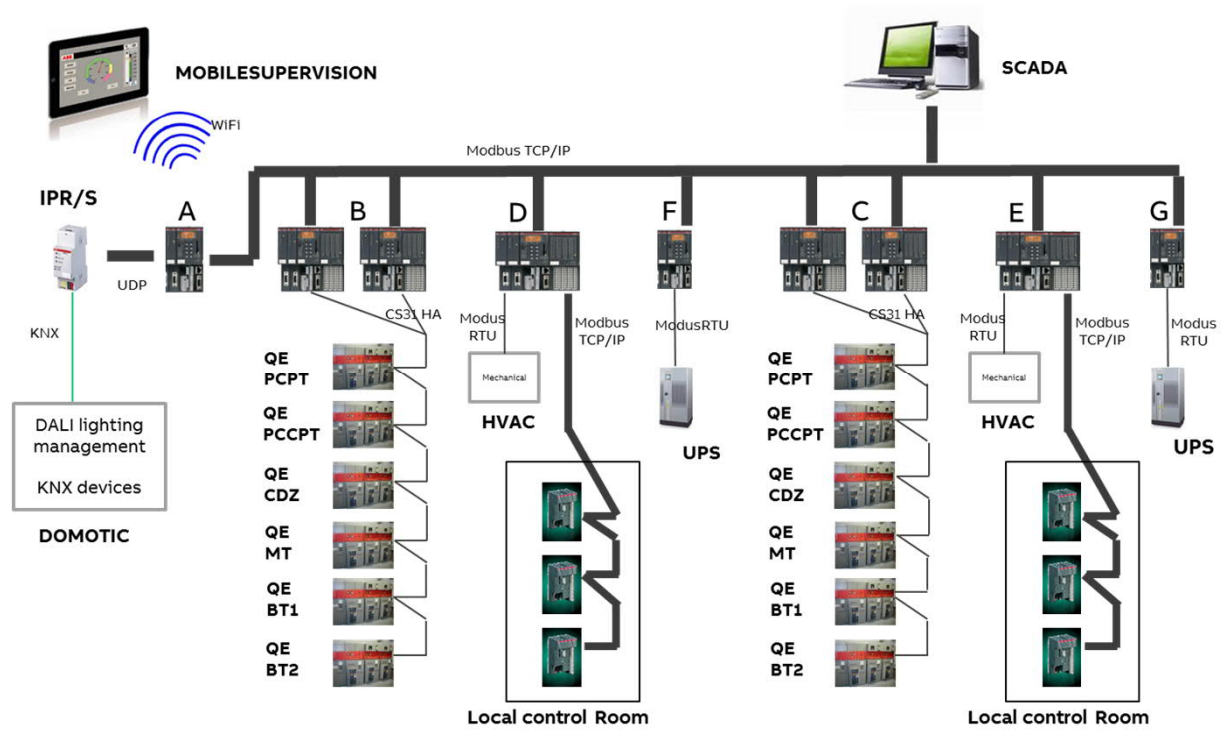 MOBILESUPERVISION
SCADA
WiFi
Modbus TCP/IP
IPR/S
A
B
D
F
C
E
G
UDP
KNX
CS31 HA
Modus
RTU
Modbus
TCP/IP
ModusRTU
CS31 HA
Modus
RTU
Modbus
TCP/IP
Modus
RTU
DALI lighting
management
KNX devices
DOMOTIC
QE
PCPT
QE
PCCPT
QE
CDZ
QE
MT
QE
BT1
QE
BT2
Mechanical
HVAC
UPS
Local control Room
QE
PCPT
QE
PCCPT
QE
CDZ
QE
MT
QE
BT1
QE
BT2
Mechanical
HVAC
UPS
Local control Room
ABB